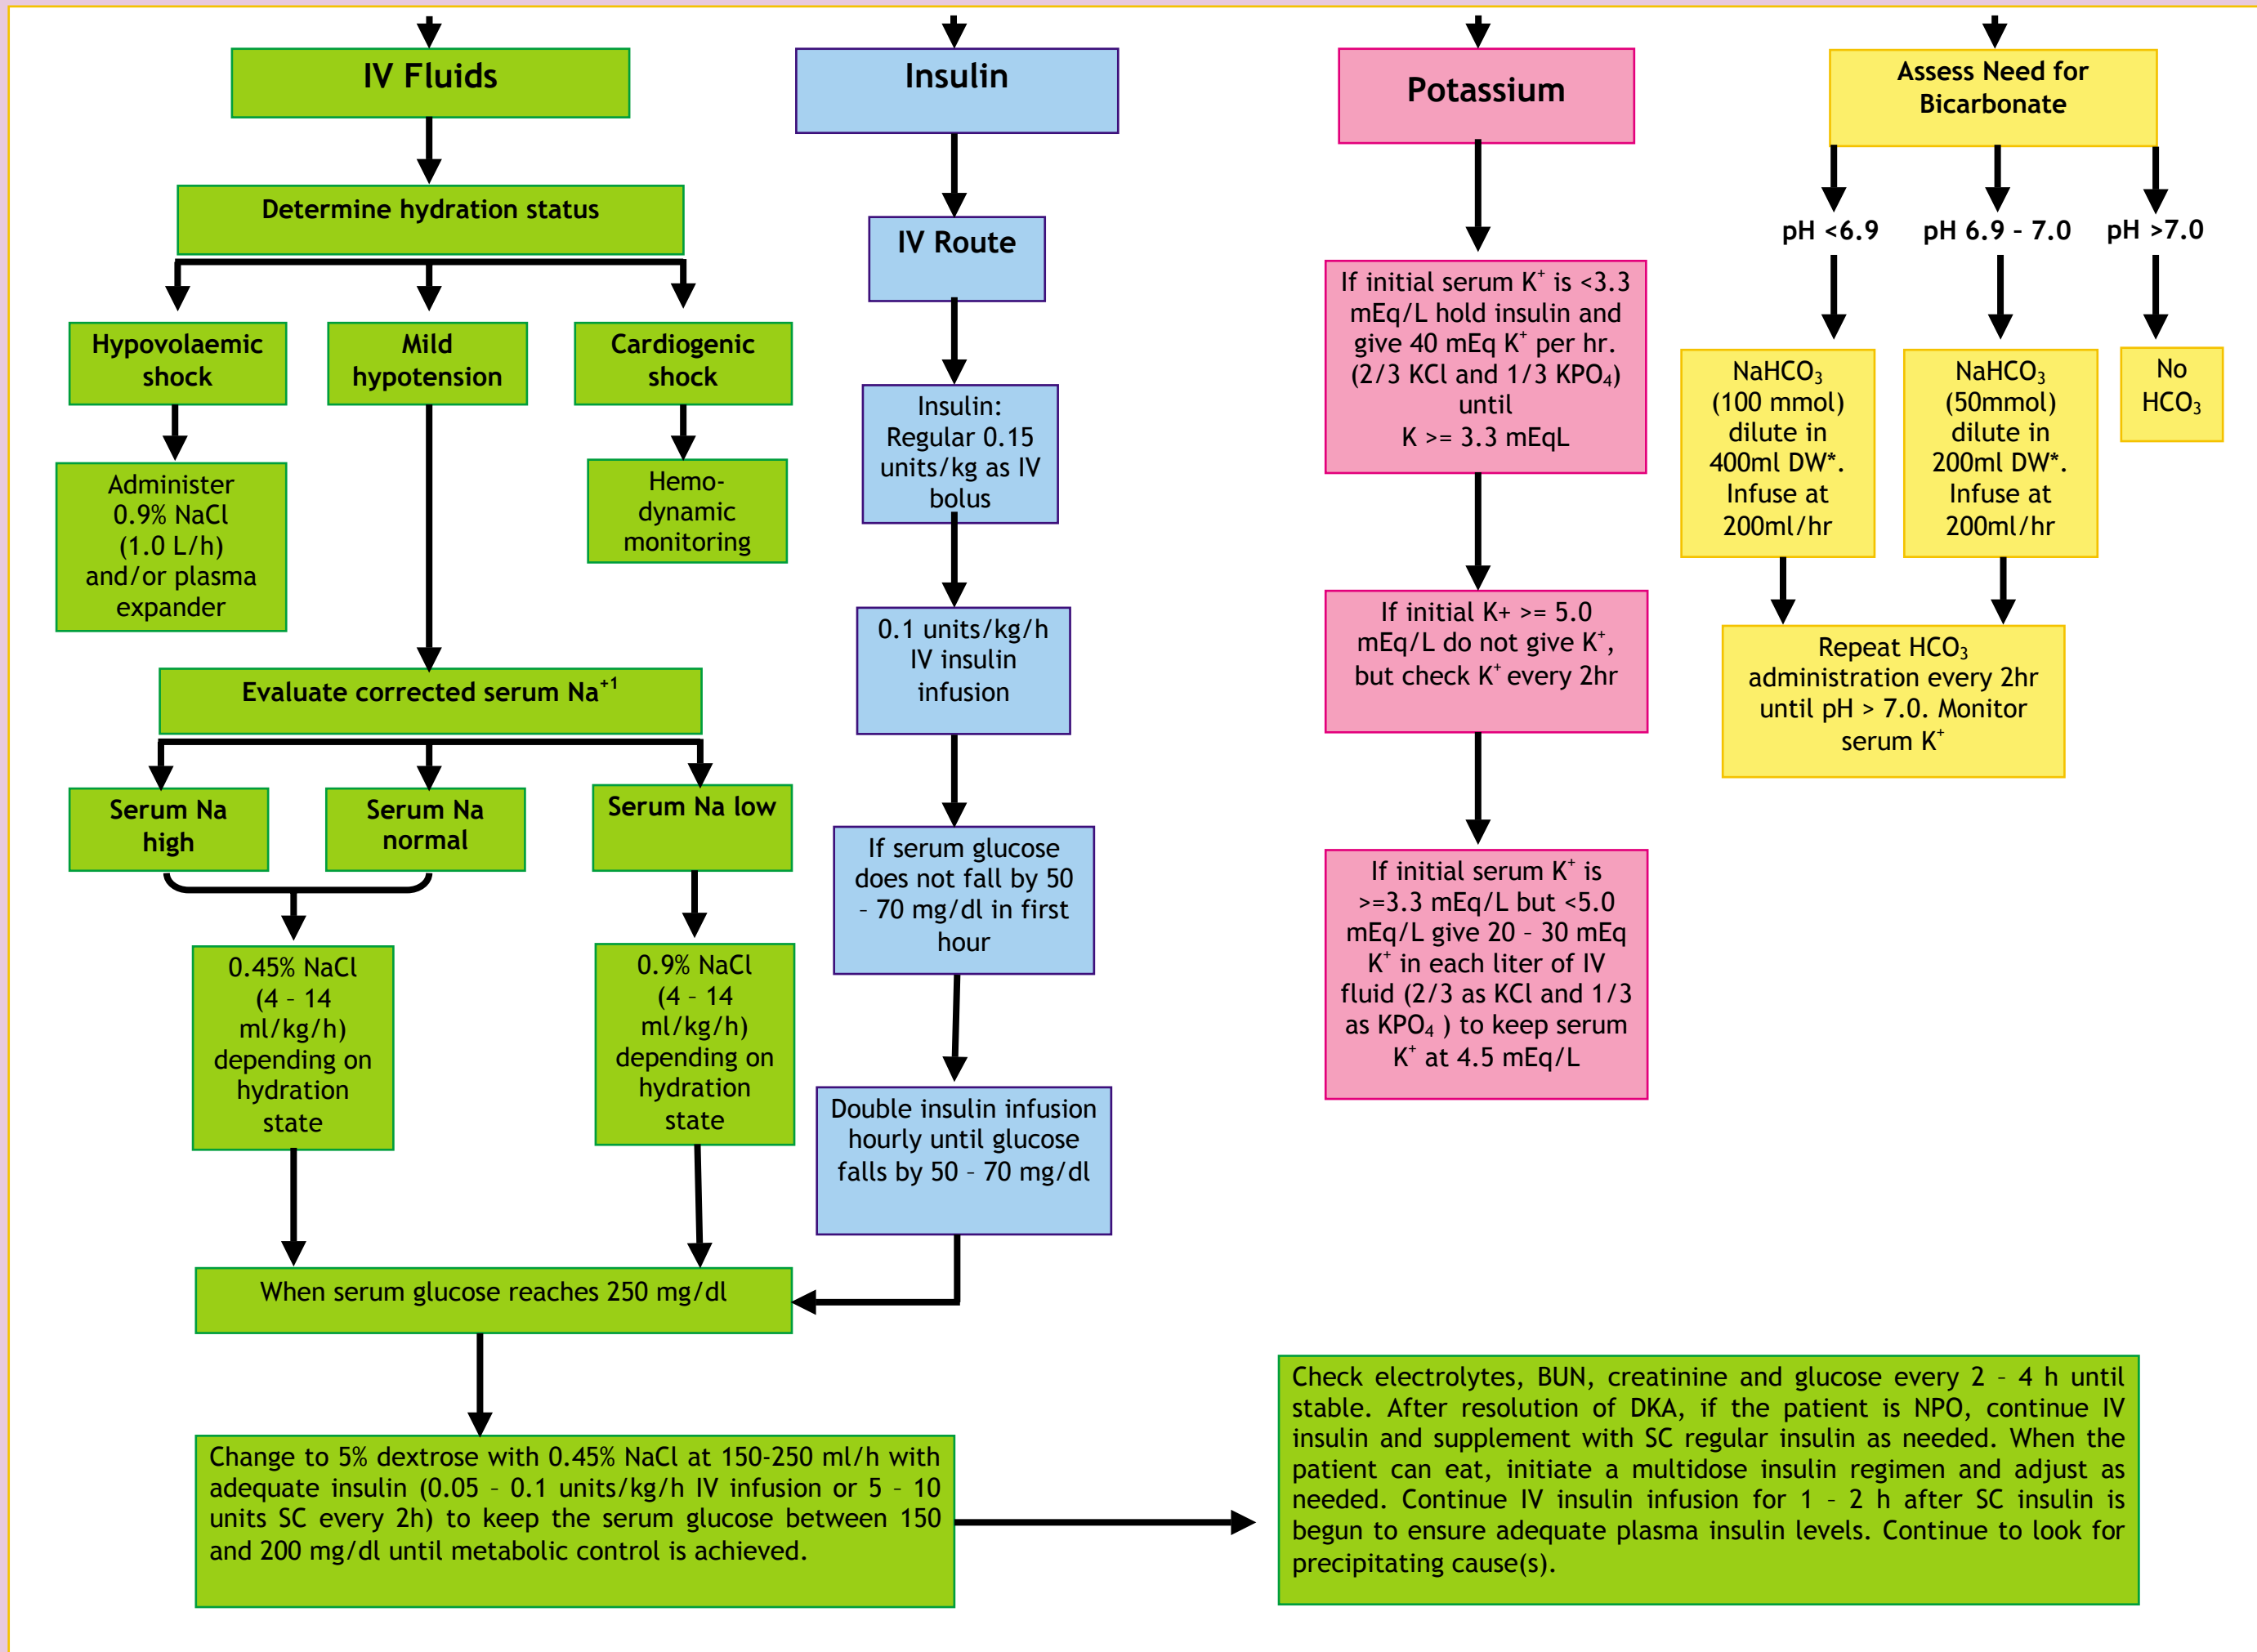 IV Fluids
Determine hydration status
Hypovolaemic
shock
Mild
hypotension
Cardiogenic
shock
Administer
0.9% NaCl
(1.0 L/h)
and/or plasma
expander
Hemo-
dynamic
monitoring
Evaluate corrected serum Na⁺¹
Serum Na
high
Serum Na
normal
Serum Na low
0.45% NaCl
(4 – 14
ml/kg/h)
depending on
hydration
state
0.9% NaCl
(4 – 14
ml/kg/h)
depending on
hydration
state
When serum glucose reaches 250 mg/dl
Change to 5% dextrose with 0.45% NaCl at 150-250 ml/h with
adequate insulin (0.05 – 0.1 units/kg/h IV infusion or 5 – 10
units SC every 2h) to keep the serum glucose between 150
and 200 mg/dl until metabolic control is achieved.
Insulin
IV Route
Insulin:
Regular 0.15
units/kg as IV
bolus
0.1 units/kg/h
IV insulin
infusion
If serum glucose
does not fall by 50
– 70 mg/dl in first
hour
Double insulin infusion
hourly until glucose
falls by 50 – 70 mg/dl
Potassium
If initial serum K⁺ is <3.3
mEq/L hold insulin and
give 40 mEq K⁺ per hr.
(2/3 KCl and 1/3 KPO₄)
until
K >= 3.3 mEqL
If initial K+ >= 5.0
mEq/L do not give K⁺,
but check K⁺ every 2hr
If initial serum K⁺ is
>=3.3 mEq/L but <5.0
mEq/L give 20 – 30 mEq
K⁺ in each liter of IV
fluid (2/3 as KCl and 1/3
as KPO₄ ) to keep serum
K⁺ at 4.5 mEq/L
Assess Need for
Bicarbonate
pH <6.9
pH 6.9 – 7.0
pH >7.0
NaHCO₃
(100 mmol)
dilute in
400ml DW*.
Infuse at
200ml/hr
NaHCO₃
(50mmol)
dilute in
200ml DW*.
Infuse at
200ml/hr
No
HCO₃
Repeat HCO₃
administration every 2hr
until pH > 7.0. Monitor
serum K⁺
Check electrolytes, BUN, creatinine and glucose every 2 – 4 h until
stable. After resolution of DKA, if the patient is NPO, continue IV
insulin and supplement with SC regular insulin as needed. When the
patient can eat, initiate a multidose insulin regimen and adjust as
needed. Continue IV insulin infusion for 1 – 2 h after SC insulin is
begun to ensure adequate plasma insulin levels. Continue to look for
precipitating cause(s).